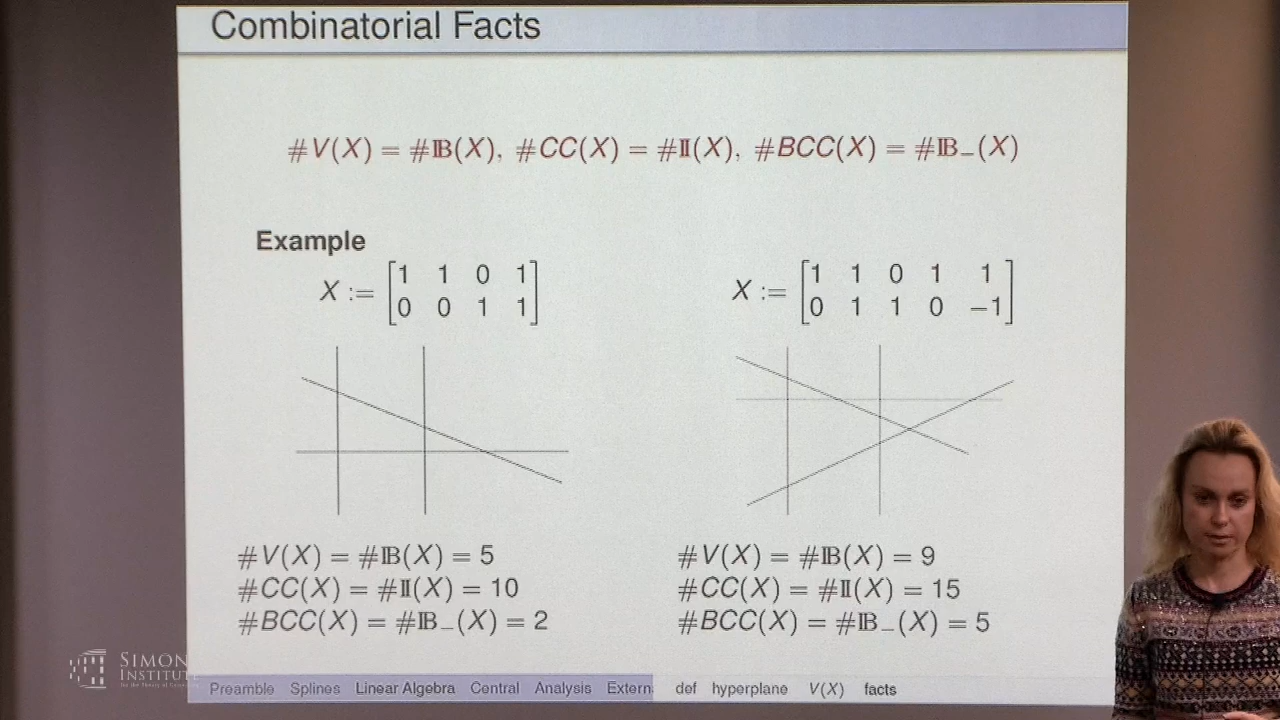 Combinatorial Facts
#V(X) = #𝔹(X), #CC(X) = #𝕀(X), #BCC(X) = #𝔹₋(X)
Example
X := [1 1 0 1
0 0 1 1]
X := [1 1 0 1 1
0 1 1 0 −1]
#V(X) = #𝔹(X) = 5
#CC(X) = #𝕀(X) = 10
#BCC(X) = #𝔹₋(X) = 2
#V(X) = #𝔹(X) = 9
#CC(X) = #𝕀(X) = 15
#BCC(X) = #𝔹₋(X) = 5
SIMON
INSTITUTE
Preamble Splines Linear Algebra Central Analysis Extern def hyperplane V(X) facts